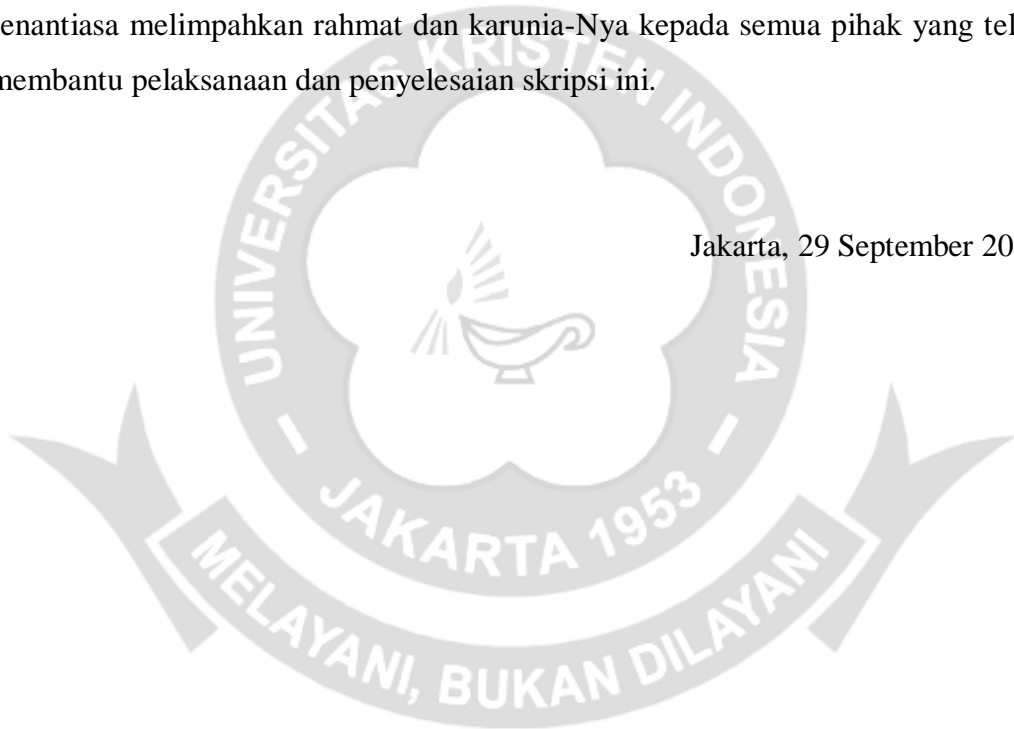 enantiasa melimpahkan rahmat dan karunia-Nya kepada semua pihak yang tel
membantu pelaksanaan dan penyelesaian skripsi ini.
UNIVERSITAS KRISTEN INDONESIA
Jakarta, 29 September 20
JAKARTA 1953
MELAYANI, BUKAN DILAYANI